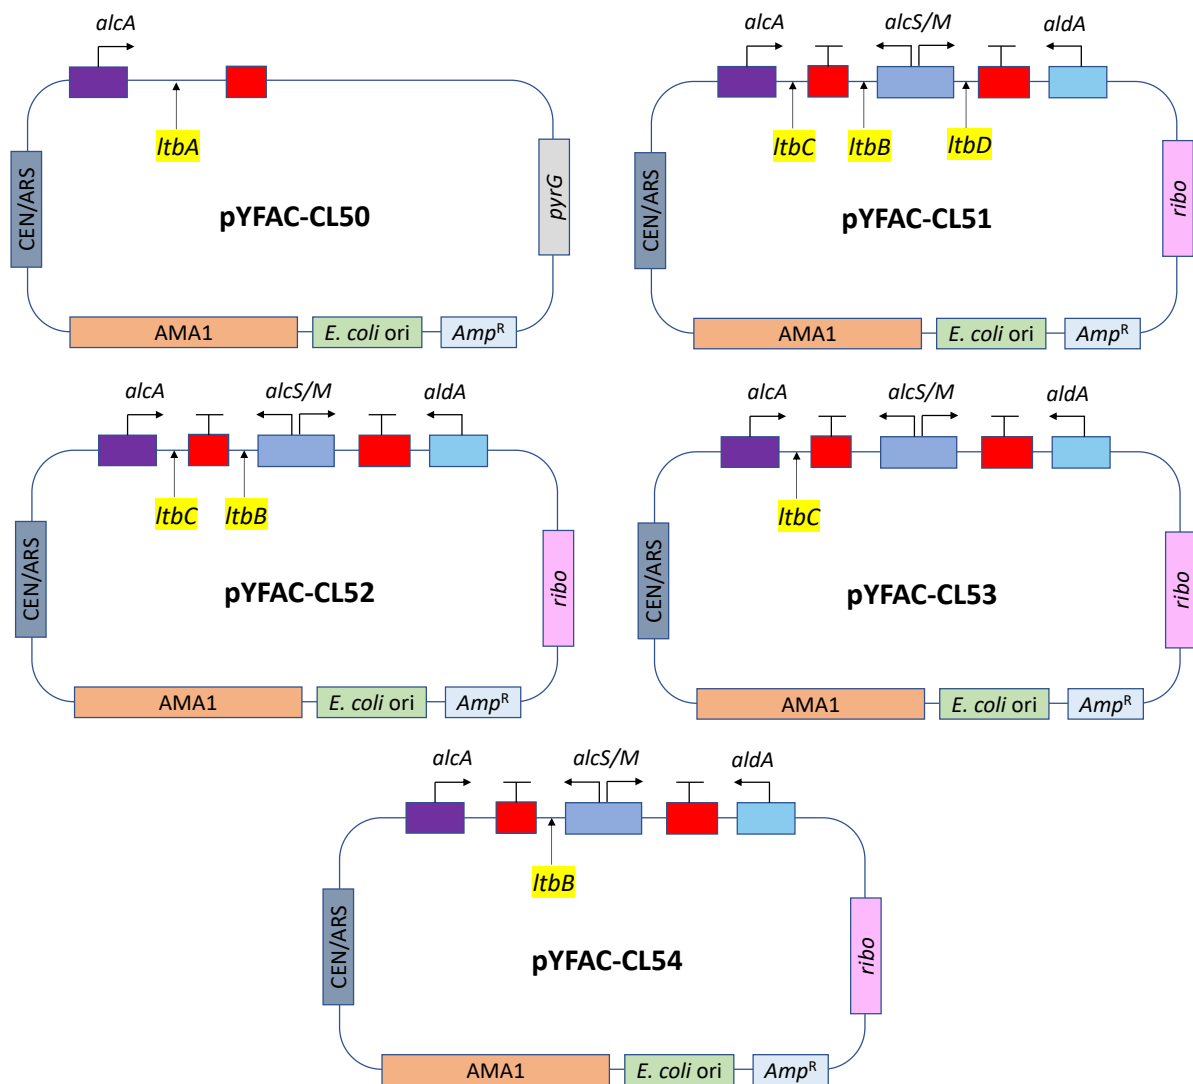 alcA
ltbA
CEN/ARS
pyrG
pYFAC-CL50
AMA1
E. coli ori
AmpR
alcA
alcS/M
aldA
ltbC
ltbB
ltbD
CEN/ARS
ribo
pYFAC-CL51
AMA1
E. coli ori
AmpR
alcA
alcS/M
aldA
ltbC
ltbB
CEN/ARS
ribo
pYFAC-CL52
AMA1
E. coli ori
AmpR
alcA
alcS/M
aldA
ltbC
CEN/ARS
ribo
pYFAC-CL53
AMA1
E. coli ori
AmpR
alcA
alcS/M
aldA
ltbB
CEN/ARS
ribo
pYFAC-CL54
AMA1
E. coli ori
AmpR